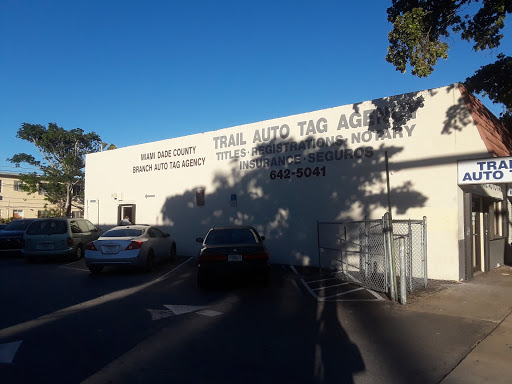 MIAMI DADE COUNTY
BRANCH AUTO TAG AGENCY
TRAIL AUTO TAG AGENCY
TITLES · REGISTRATIONS, NOTARY
INSURANCE · SEGUROS
642-5041
TRAIL
AUTO TAG